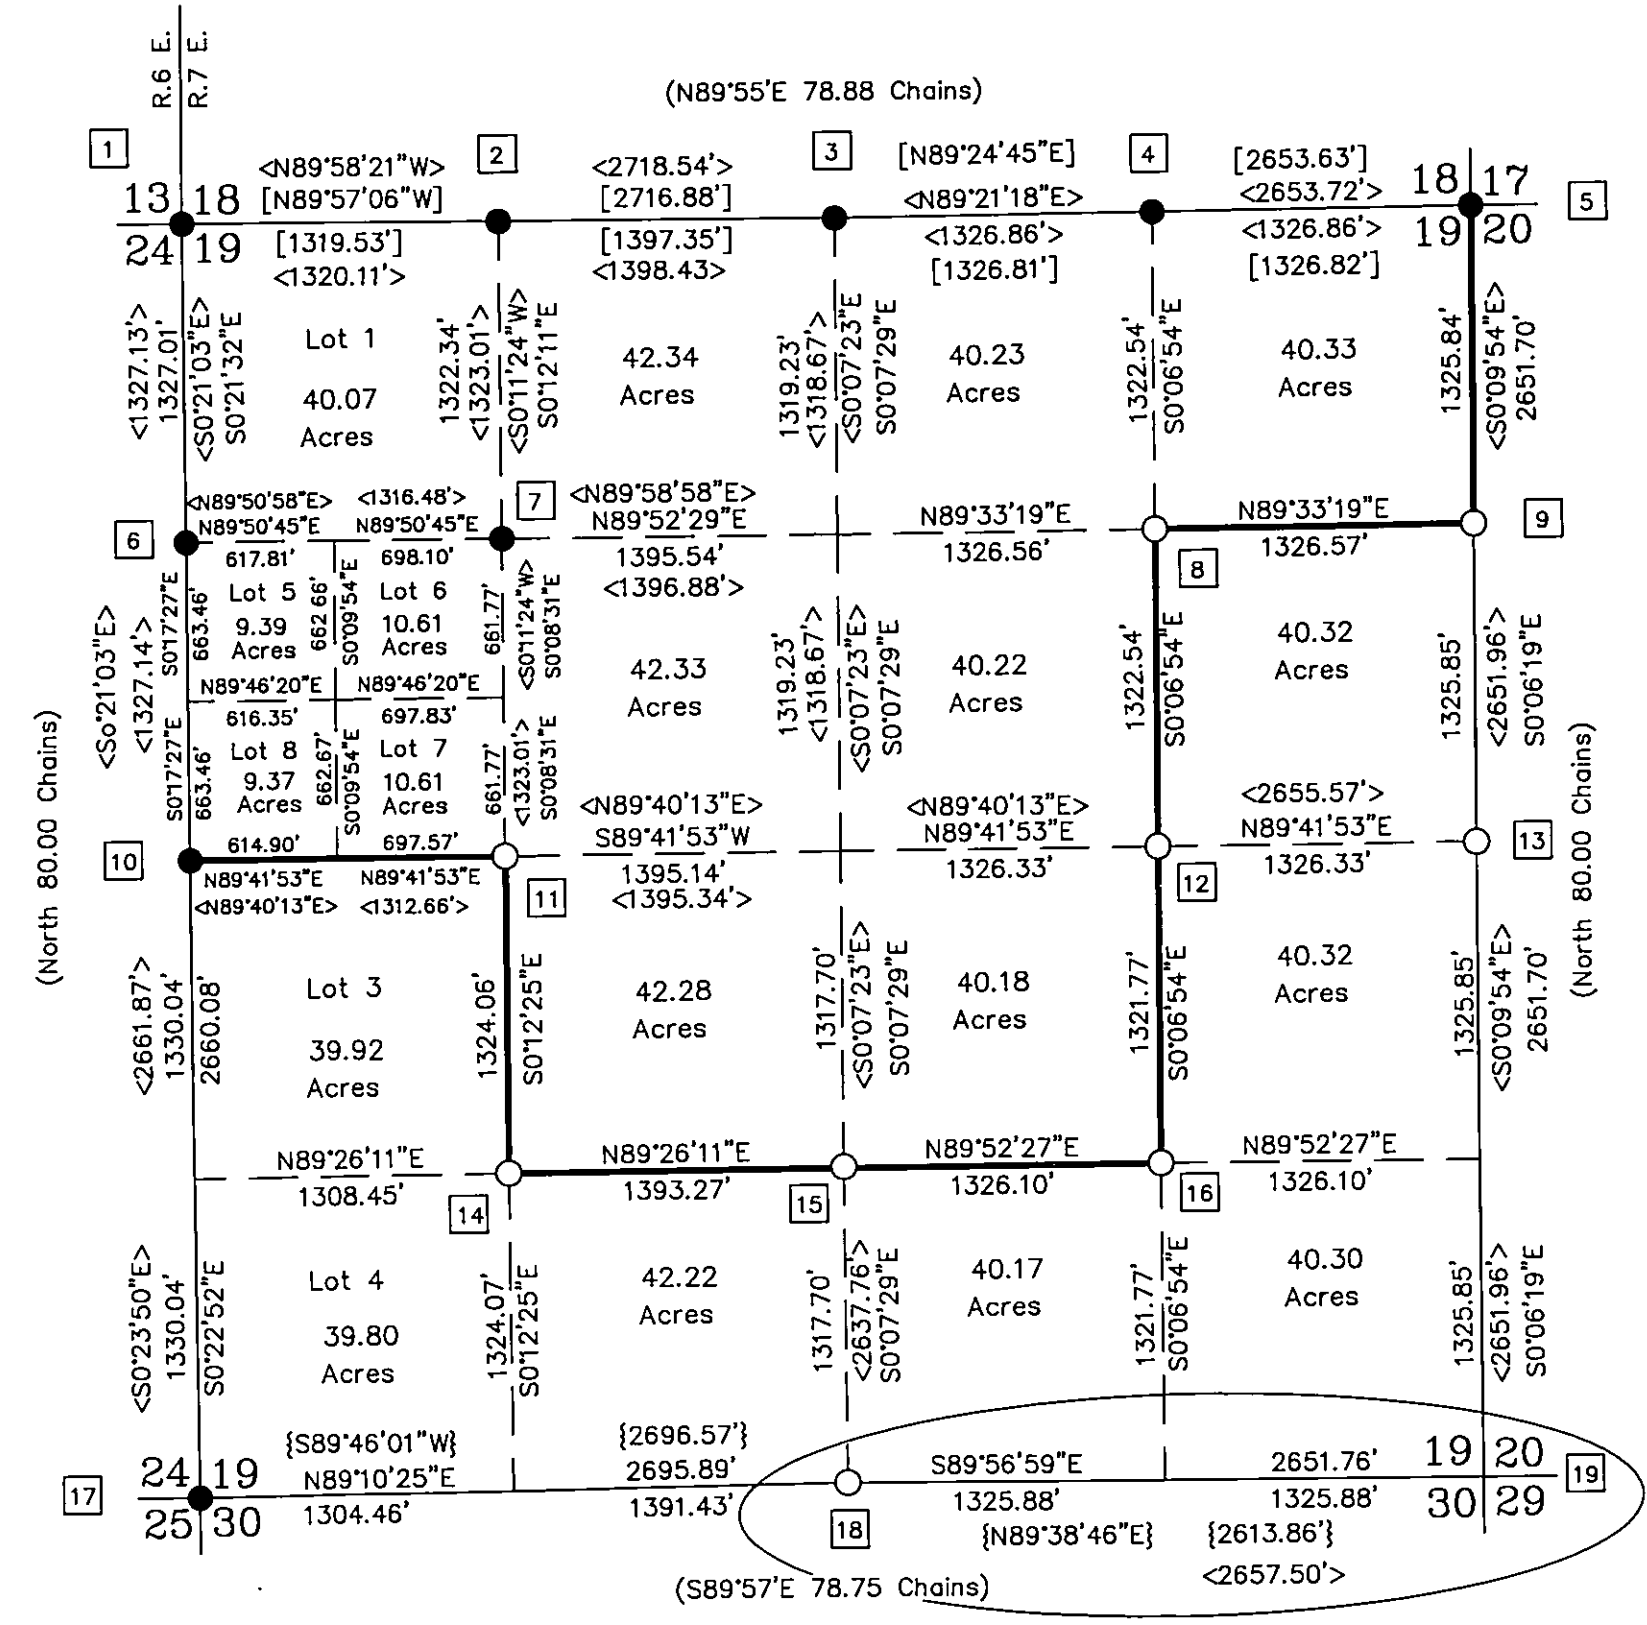 R.6 E.
R.7 E.
(N89°55'E 78.88 Chains)
1
2
3
4
5
<N89°58'21"W>
<2718.54'>
[N89°24'45"E]
[2653.63']
13 18
[N89°57'06"W]
[2716.88']
<N89°21'18"E>
<2653.72'>
18 17
24 19
[1319.53']
[1397.35']
<1326.86'>
<1326.86'>
19 20
<1320.11'>
<1398.43>
[1326.81']
[1326.82']
<1327.13'>
1327.01'
<S0°21'03"E>
S0°21'32"E
Lot 1
40.07
Acres
1322.34'
<1323.01'>
<S0°11'24"W>
S0°12'11"E
42.34
Acres
1319.23'
<1318.67'>
<S0°07'23"E
S0°07'29"E
40.23
Acres
1322.54'
S0°06'54"E
40.33
Acres
1325.84'
<S0°09'54"E>
2651.70'
6
7
8
9
<N89°50'58"E>
<1316.48'>
<N89°58'58"E>
N89°50'45"E
N89°50'45"E
N89°52'29"E
N89°33'19"E
N89°33'19"E
617.81'
698.10'
1395.54'
1326.56'
1326.57'
<1396.88'>
<So°21'03"E>
<1327.14'>
S0°17'27"E
663.46'
Lot 5
9.39
Acres
662.66'
S0°09'54"E
Lot 6
10.61
Acres
661.77'
<S0°11'24"W>
S0°08'31"E
N89°46'20"E
N89°46'20"E
616.35'
697.83'
S0°17'27"E
663.46'
Lot 8
9.37
Acres
662.67'
S0°09'54"E
Lot 7
10.61
Acres
661.77'
<1323.01'>
S0°08'31"E
42.33
Acres
1319.23'
<1318.67'>
<S0°07'23"E>
S0°07'29"E
40.22
Acres
1322.54'
S0°06'54"E
40.32
Acres
1325.85'
<2651.96'>
S0°06'19"E
(North 80.00 Chains)
(North 80.00 Chains)
10
11
12
13
614.90'
697.57'
<N89°40'13"E>
<N89°40'13"E>
<2655.57'>
S89°41'53"W
N89°41'53"E
N89°41'53"E
N89°41'53"E
N89°41'53"E
1395.14'
1326.33'
1326.33'
<N89°40'13"E>
<1312.66'>
<1395.34'>
<2661.87'>
1330.04'
2660.08'
Lot 3
39.92
Acres
1324.06'
S0°12'25"E
42.28
Acres
1317.70'
<S0°07'23"E>
S0°07'29"E
40.18
Acres
1321.77'
S0°06'54"E
40.32
Acres
1325.85'
<S0°09'54"E>
2651.70'
N89°26'11"E
N89°26'11"E
N89°52'27"E
N89°52'27"E
1308.45'
1393.27'
1326.10'
1326.10'
14
15
16
<S0°23'50"E>
1330.04'
S0°22'52"E
Lot 4
39.80
Acres
1324.07'
S0°12'25"E
42.22
Acres
1317.70'
<2637.76'>
S0°07'29"E
40.17
Acres
1321.77'
S0°06'54"E
40.30
Acres
1325.85'
<2651.96'>
S0°06'19"E
{S89°46'01"W}
{2696.57'}
17
24 19
N89°10'25"E
2695.89'
S89°56'59"E
2651.76'
19 20
19
25 30
1304.46'
1391.43'
18
1325.88'
1325.88'
30 29
{N89°38'46"E}
{2613.86'}
(S89°57'E 78.75 Chains)
<2657.50'>